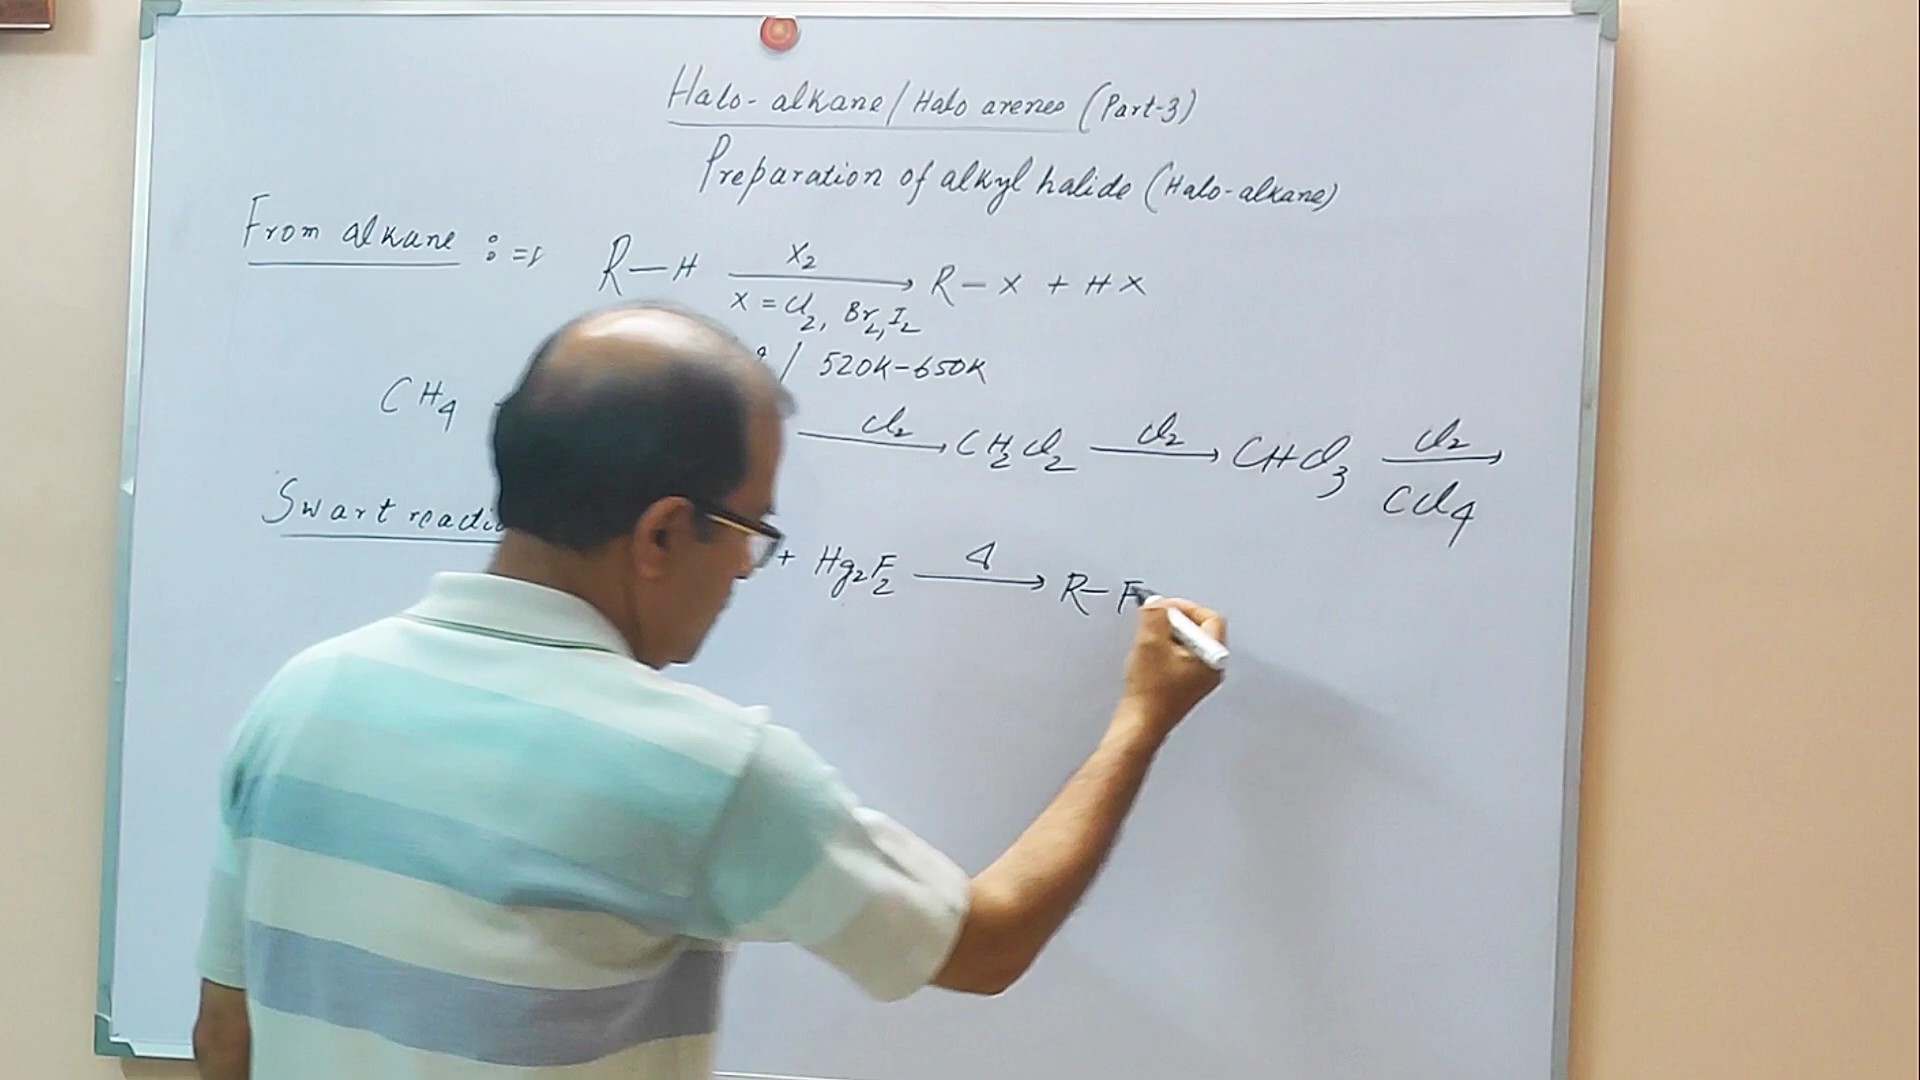 Halo-alkane/Halo arenes (Part-3)
Preparation of alkyl halide (Halo-alkane)
From alkane :=> R—H X2 → R—X + HX
X = Cl2, Br2, I2
/ 520K-650K
CH4 Cl2 → CH2Cl2 Cl2 → CHCl3 Cl2 →
CCl4
Swart reactio
+ Hg2F2 Δ → R—F